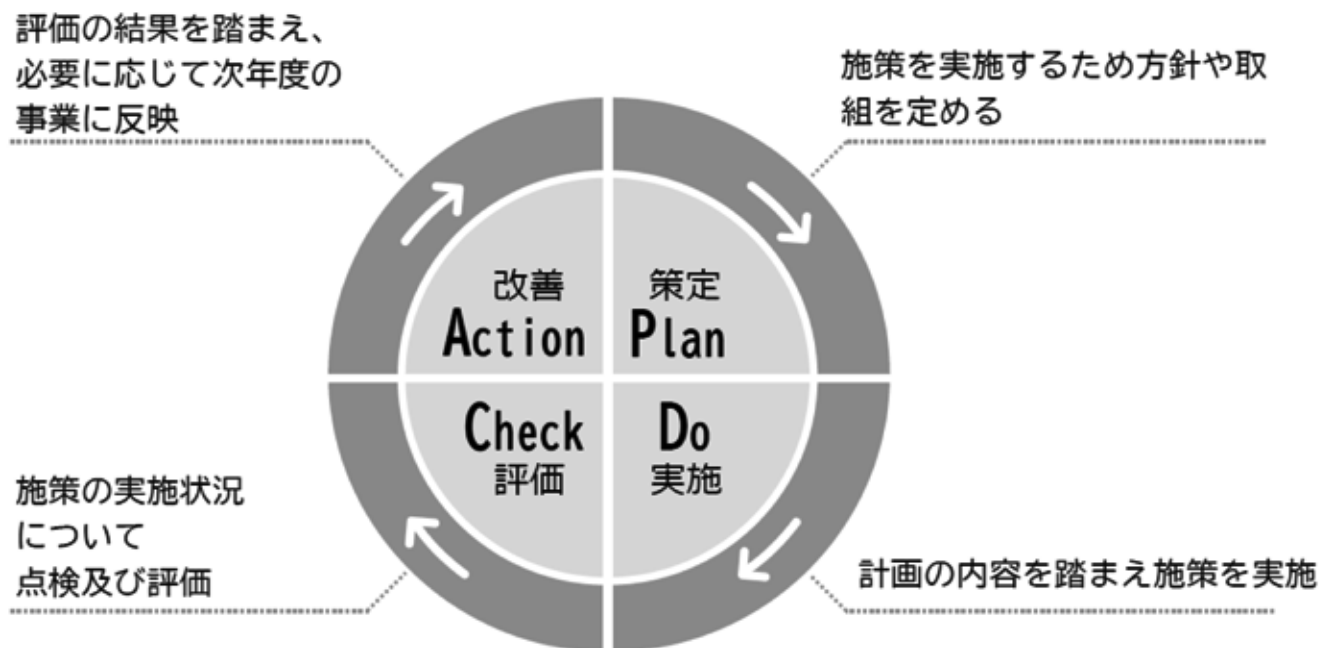 評価の結果を踏まえ、
必要に応じて次年度の
事業に反映
施策を実施するため方針や取
組を定める
改善
Action
策定
Plan
Check
評価
Do
実施
施策の実施状況
について
点検及び評価
計画の内容を踏まえ施策を実施